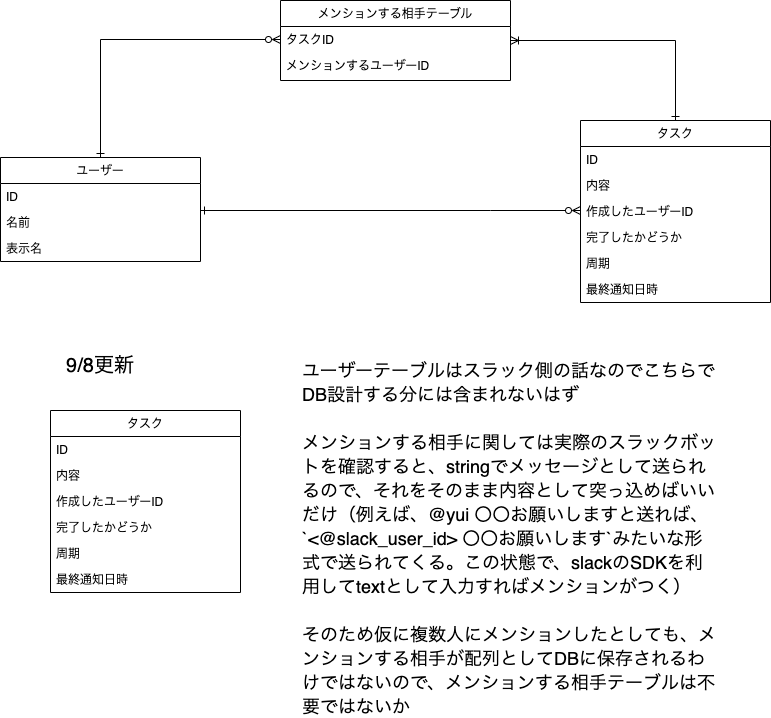 メンションする相手テーブル
タスクID
メンションするユーザーID
タスク
ID
内容
作成したユーザーID
完了したかどうか
周期
最終通知日時
ユーザー
ID
名前
表示名
9/8更新
タスク
ID
内容
作成したユーザーID
完了したかどうか
周期
最終通知日時
ユーザーテーブルはスラック側の話なのでこちらで
DB設計する分には含まれないはず
メンションする相手に関しては実際のスラックボッ
トを確認すると、stringでメッセージとして送られ
るので、それをそのまま内容として突っ込めばいい
だけ（例えば、@yui 〇〇お願いしますと送れば、
`<@slack_user_id> 〇〇お願いします`みたいな形
式で送られてくる。この状態で、slackのSDKを利
用してtextとして入力すればメンションがつく）
そのため仮に複数人にメンションしたとしても、メ
ンションする相手が配列としてDBに保存されるわ
けではないので、メンションする相手テーブルは不
要ではないか